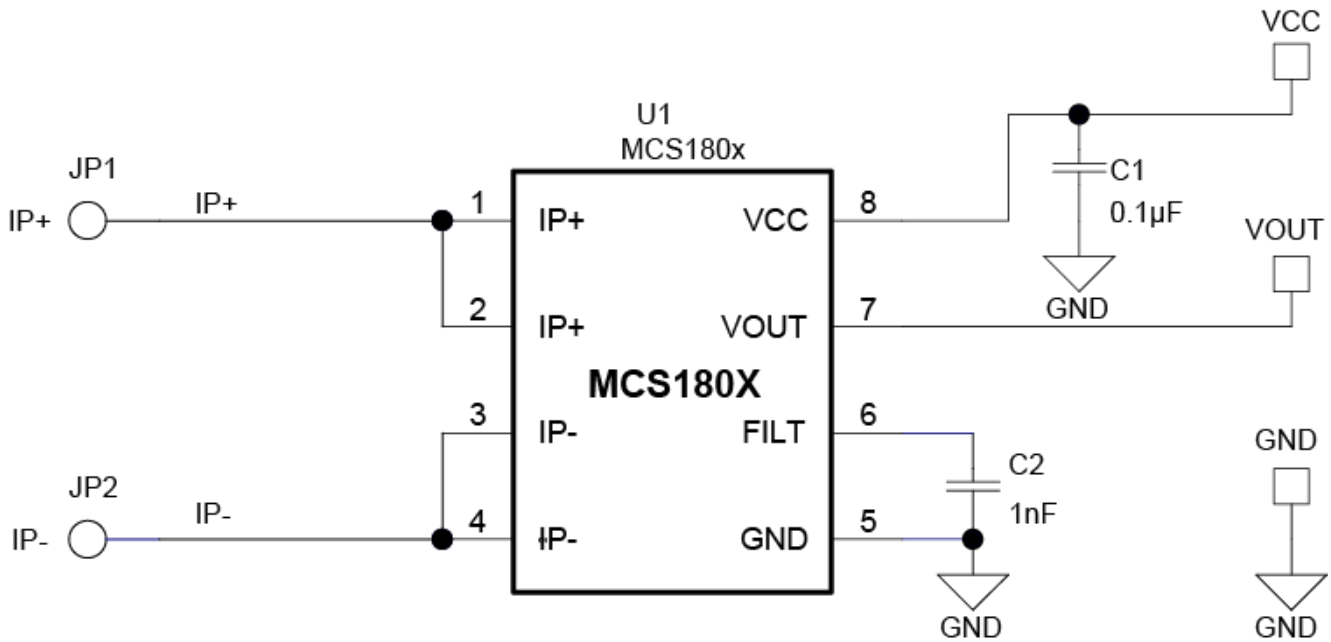 VCC
U1
MCS180x
JP1
IP+
IP+
1
IP+
VCC
8
C1
0.1µF
VOUT
GND
2
IP+
VOUT
7
MCS180X
3
IP-
FILT
6
GND
C2
1nF
JP2
IP-
IP-
4
IP-
GND
5
GND
GND